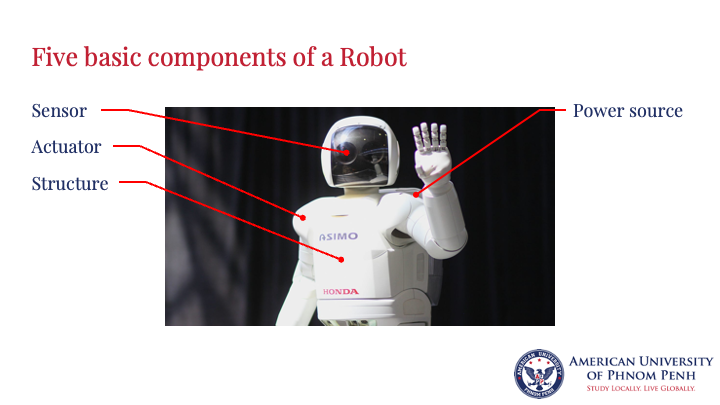 Five basic components of a Robot
Sensor
Power source
Actuator
Structure
ASIMO
HONDA
AMERICAN UNIVERSITY
OF PHNOM PENH
STUDY LOCALLY. LIVE GLOBALLY.
AMERICAN UNIVERSITY
PHNOM PENH